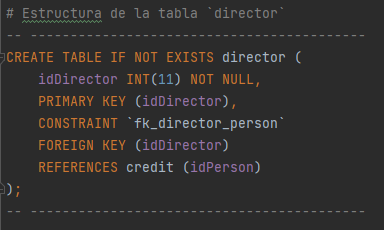 # Estructura de la tabla `director`
-- ------------------------------------
CREATE TABLE IF NOT EXISTS director (
    idDirector INT(11) NOT NULL,
    PRIMARY KEY (idDirector),
    CONSTRAINT `fk_director_person`
    FOREIGN KEY (idDirector)
    REFERENCES credit (idPerson)
);
-- ------------------------------------